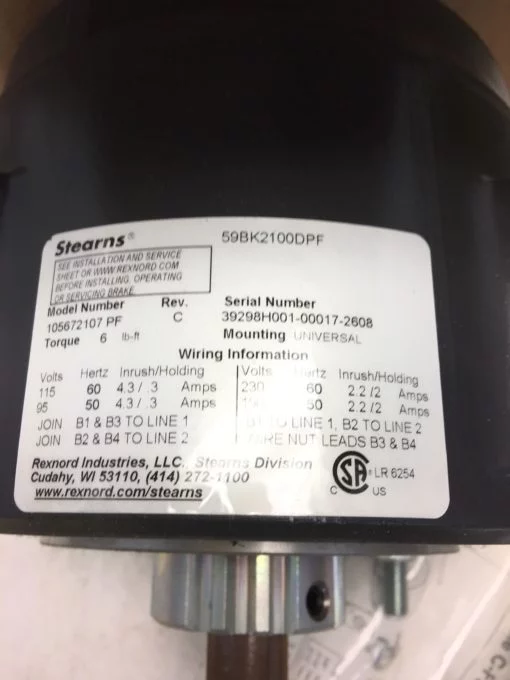 Stearns®
59BK2100DPF
SEE INSTALLATION AND SERVICE
SHEET OR WWW.REXNORD.COM
BEFORE INSTALLING, OPERATING
OR SERVICING BRAKE.
Model Number Rev. Serial Number
105672107 PF C 39298H001-00017-2608
Torque 6 lb-ft Mounting UNIVERSAL
Wiring Information
Volts Hertz Inrush/Holding Volts Hertz Inrush/Holding
115 60 4.3/ .3 Amps 230 60 2.2 /2 Amps
95 50 4.3/ .3 Amps 50 2.2 /2 Amps
JOIN B1 & B3 TO LINE 1 B1 TO LINE 1, B2 TO LINE 2
JOIN B2 & B4 TO LINE 2 WIRE NUT LEADS B3 & B4
Rexnord Industries, LLC. Stearns Division
Cudahy, WI 53110, (414) 272-1100
www.rexnord.com/stearns
C SA US LR 6254